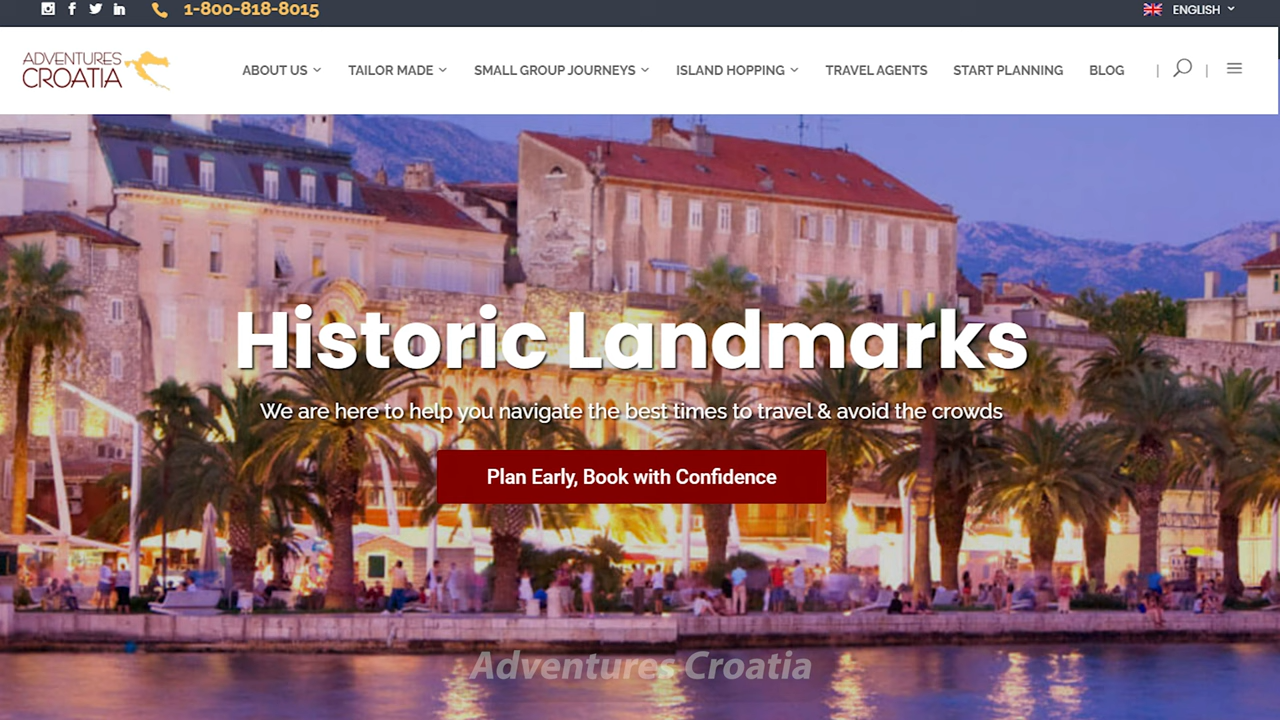 1-800-818-8015
ENGLISH
ADVENTURES
CROATIA
ABOUT US
TAILOR MADE
SMALL GROUP JOURNEYS
ISLAND HOPPING
TRAVEL AGENTS
START PLANNING
BLOG
Historic Landmarks
We are here to help you navigate the best times to travel & avoid the crowds
Plan Early, Book with Confidence
Adventures Croatia